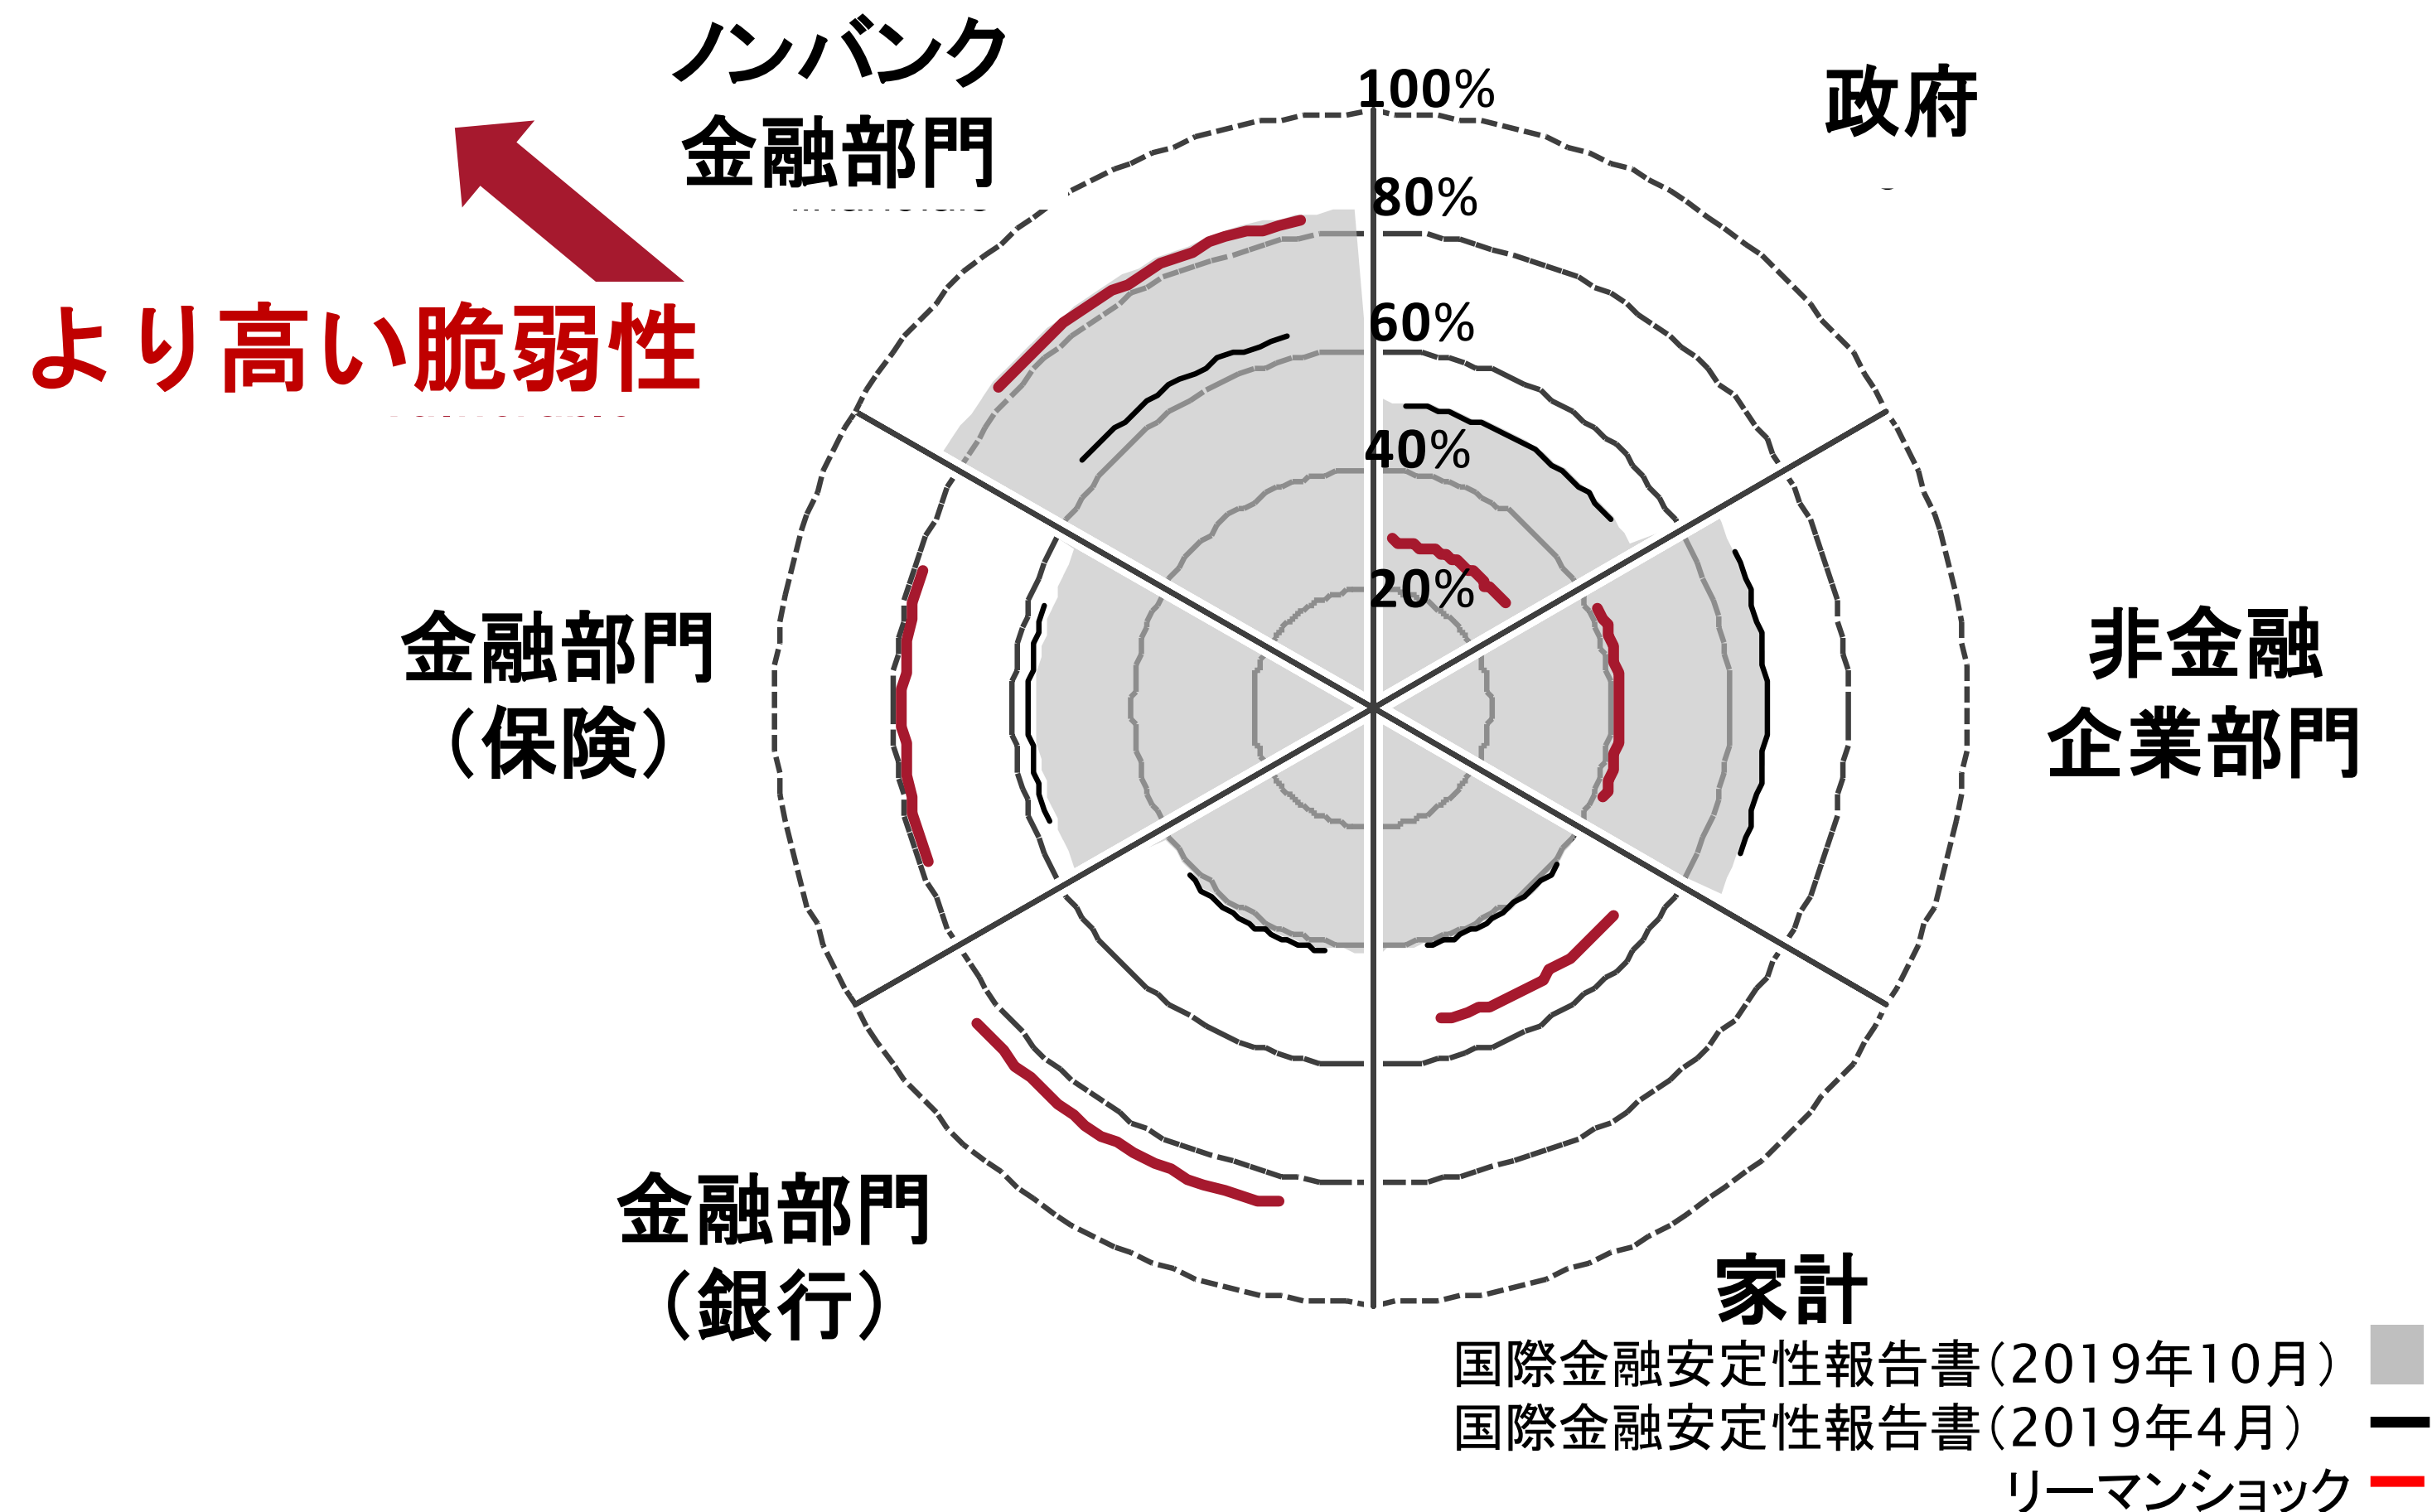 ノンバンク
金融部門
政府
100%
80%
60%
40%
20%
より高い脆弱性
金融部門
（保険）
非金融
企業部門
金融部門
（銀行）
家計
国際金融安定性報告書（2019年10月）
国際金融安定性報告書（2019年4月）
リーマンショック